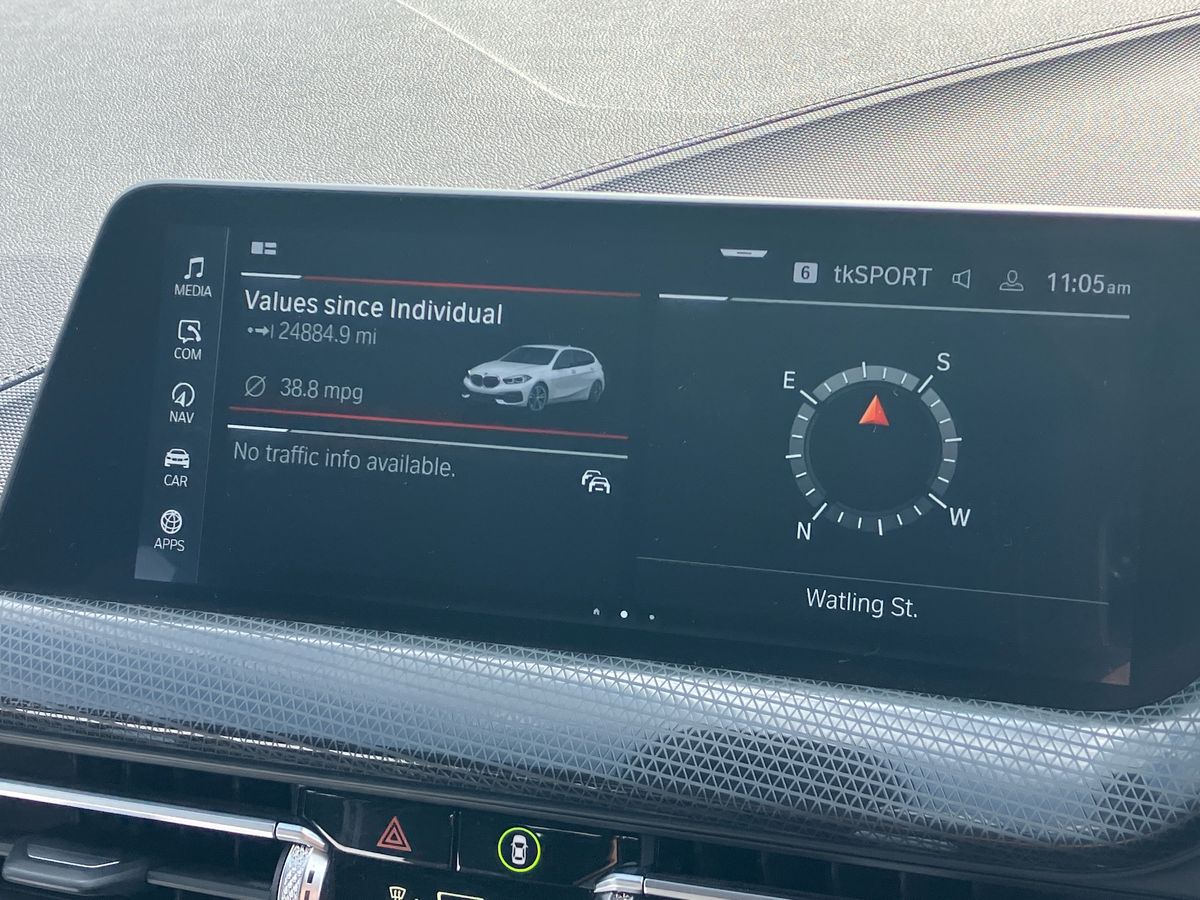 MEDIA
COM
NAV
CAR
APPS
Values since Individual
24884.9 mi
38.8 mpg
No traffic info available.
6 tkSPORT 11:05am
E
S
N
W
Watling St.